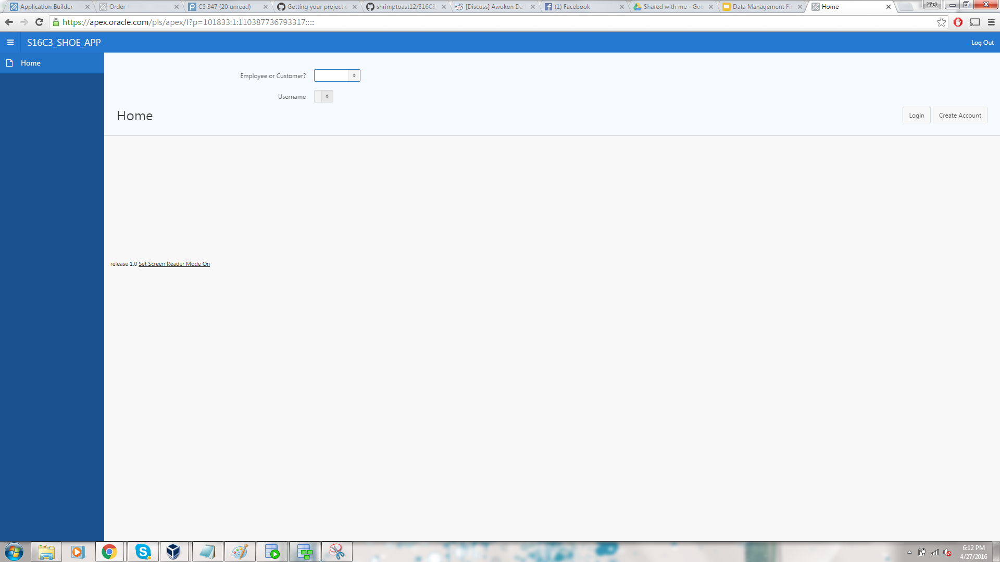 Application Builder
Order
CS 347 (20 unread)
Getting your project o
shrimptoast12/S16C3
[Discuss] Awoken Da
(1) Facebook
Shared with me - Goo
Data Management Fin
Home
Viet
https://apex.oracle.com/pls/apex/f?p=101833:1:110387736793317:::::
S16C3_SHOE_APP
Log Out
Home
Employee or Customer?
Username
Home
Login
Create Account
release 1.0 Set Screen Reader Mode On
6:12 PM
4/27/2016